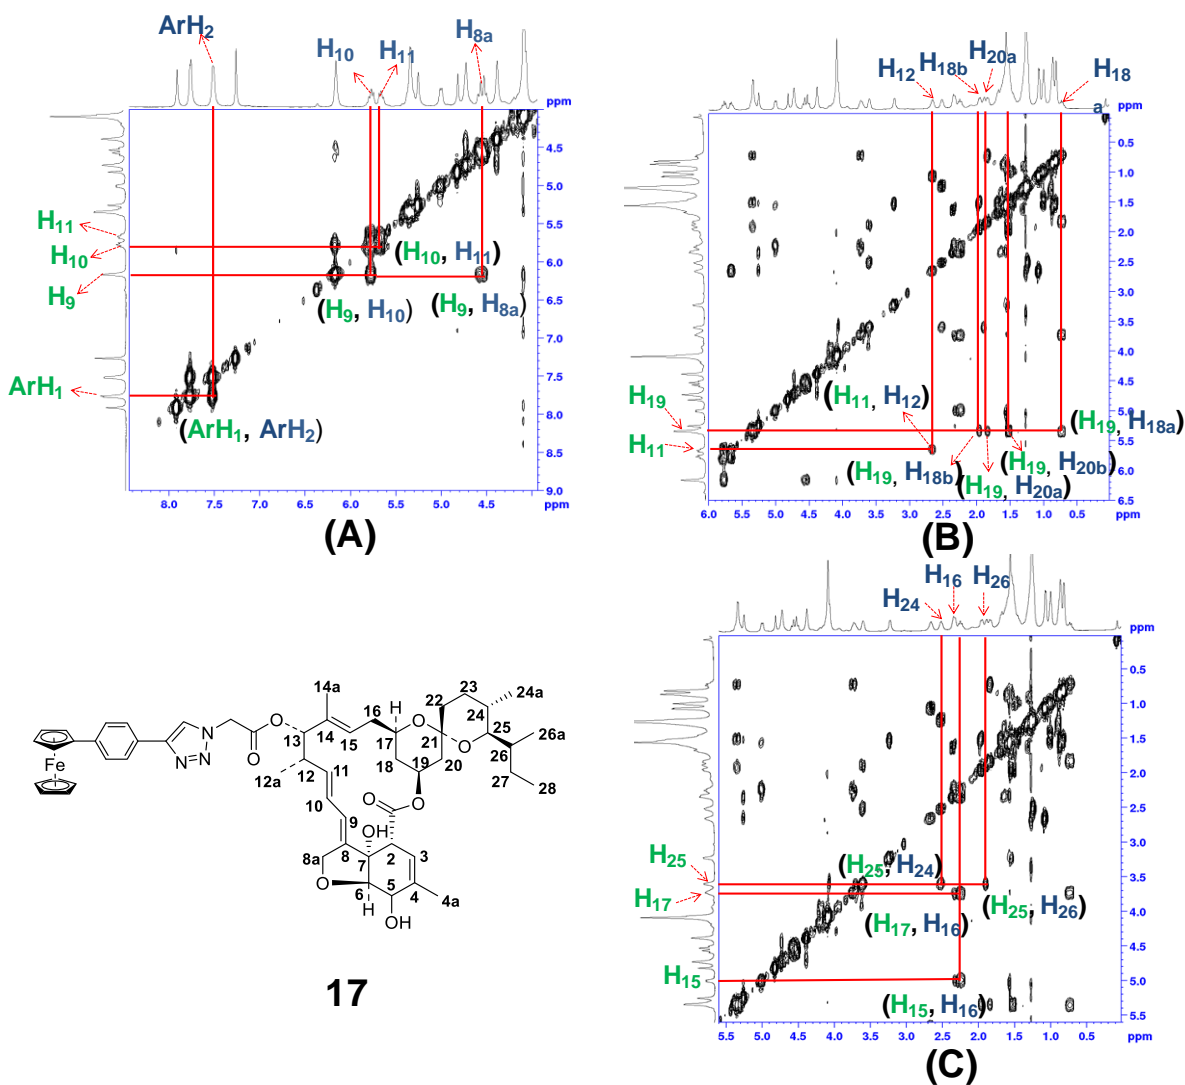 ArH₂
H₁₀
H₁₁
H₈ₐ
ppm
4.5
5.0
5.5
6.0
6.5
7.0
7.5
8.0
8.5
9.0
H₁₁
H₁₀
H₉
ArH₁
(H₁₀, H₁₁)
(H₉, H₁₀)
(H₉, H₈ₐ)
(ArH₁, ArH₂)
8.0 7.5 7.0 6.5 6.0 5.5 5.0 4.5 ppm
(A)
H₁₂
H₁₈b
H₂₀ₐ
H₁₈
a
ppm
0.5
1.0
1.5
2.0
2.5
3.0
3.5
4.0
4.5
5.0
5.5
6.0
6.5
H₁₉
H₁₁
(H₁₁, H₁₂)
(H₁₉, H₁₈ₐ)
(H₁₉, H₁₈b)
(H₁₉, H₂₀b)
(H₁₉, H₂₀ₐ)
6.0 5.5 5.0 4.5 4.0 3.5 3.0 2.5 2.0 1.5 1.0 0.5 ppm
(B)
H₂₄
H₁₆
H₂₆
ppm
0.5
1.0
1.5
2.0
2.5
3.0
3.5
4.0
4.5
5.0
5.5
H₂₅
H₁₇
H₁₅
(H₂₅, H₂₄)
(H₂₅, H₂₆)
(H₁₇, H₁₆)
(H₁₅, H₁₆)
5.5 5.0 4.5 4.0 3.5 3.0 2.5 2.0 1.5 1.0 0.5 ppm
(C)
14a
23
24a
22
16
H
24
O
O
25
26a
13
14
15
17
21
O
26
N
N
N
O
12a
12
11
18
19
20
27
28
Fe
10
O
O
9
OH
8a
8
7
2
3
O
6
5
4
4a
H
OH
17